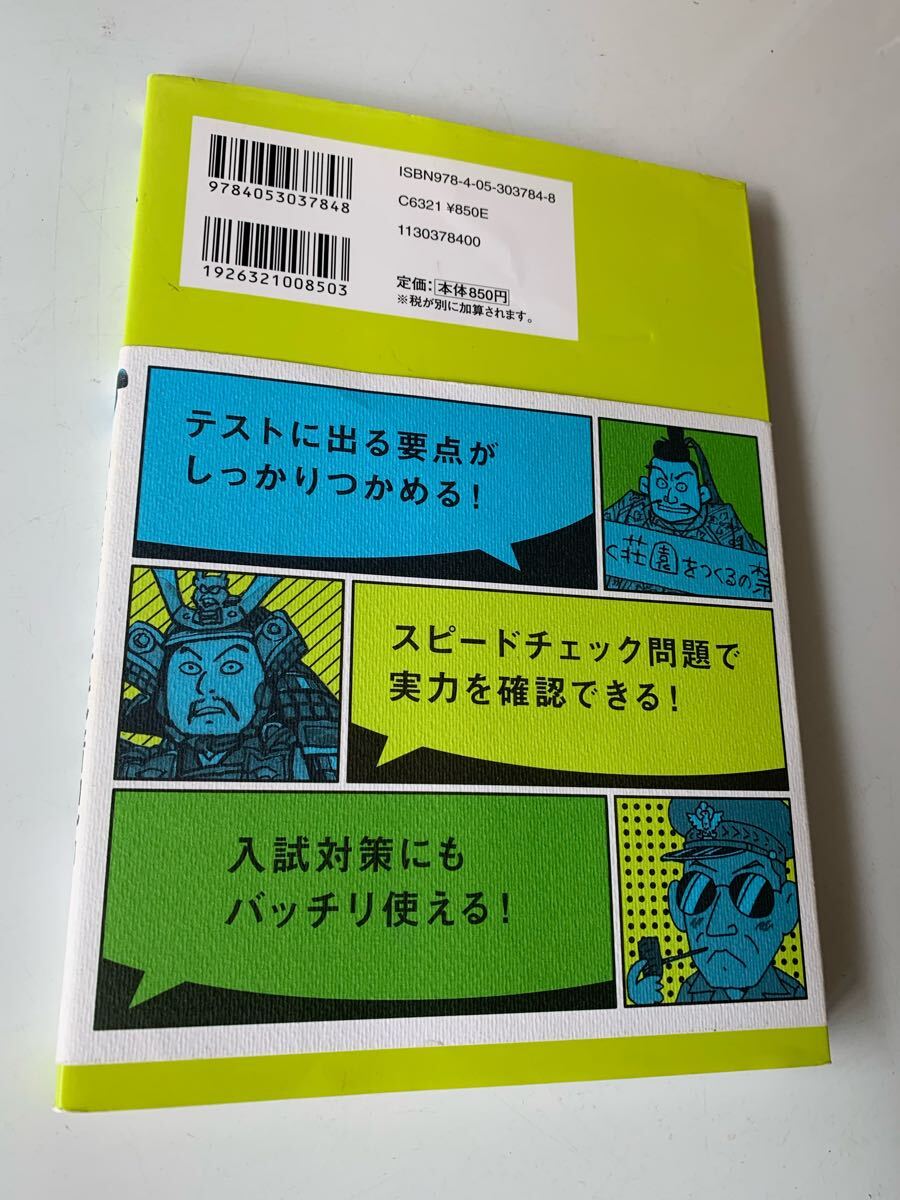 9784053037848
1926321008503
ISBN978-4-05-303784-8
C6321 ¥850E
1130378400
定価：本体850円
※税が別に加算されます。
テストに出る要点が
しっかりつかめる！
く荘園をつくるの禁
スピードチェック問題で
実力を確認できる！
入試対策にも
バッチリ使える！